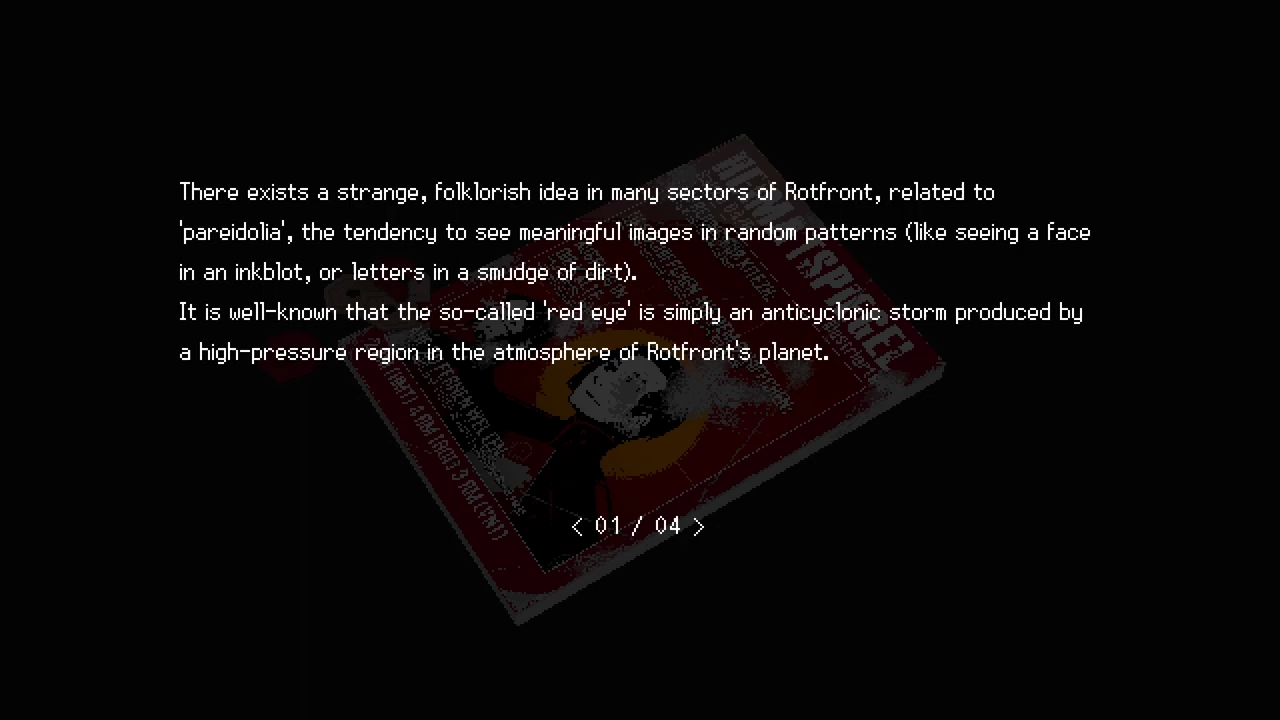 There exists a strange, folklorish idea in many sectors of Rotfront, related to
'pareidolia', the tendency to see meaningful images in random patterns (like seeing a face
in an inkblot, or letters in a smudge of dirt).
It is well-known that the so-called 'red eye' is simply an anticyclonic storm produced by
a high-pressure region in the atmosphere of Rotfront's planet.
< 01 / 04 >